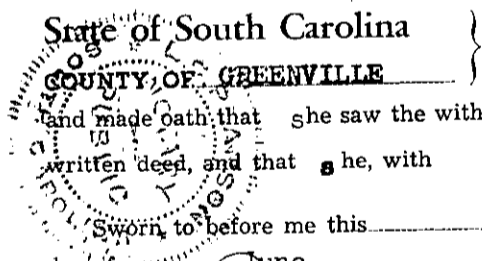 State of South Carolina
COUNTY OF GREENVILLE
and made oath that she saw the with
written deed, and that s he, with
Sworn to before me this
June